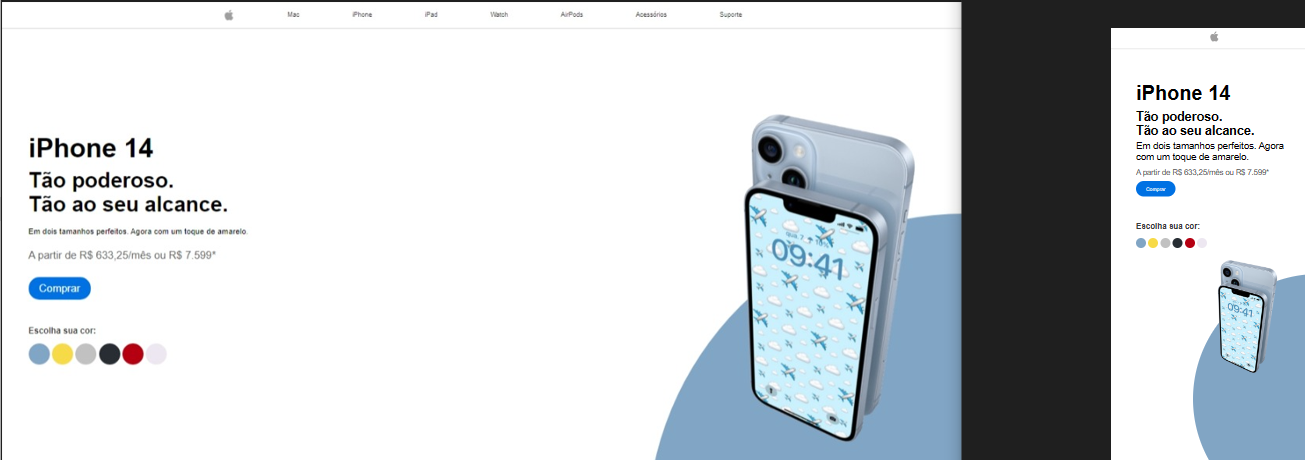 Mac iPhone iPad Watch AirPods Acessórios Suporte
iPhone 14
Tão poderoso.
Tão ao seu alcance.
Em dois tamanhos perfeitos. Agora com um toque de amarelo.
A partir de R$ 633,25/mês ou R$ 7.599*
Comprar
Escolha sua cor:
09:41
iPhone 14
Tão poderoso.
Tão ao seu alcance.
Em dois tamanhos perfeitos. Agora
com um toque de amarelo.
A partir de R$ 633,25/mês ou R$ 7.599*
Comprar
Escolha sua cor:
09:41